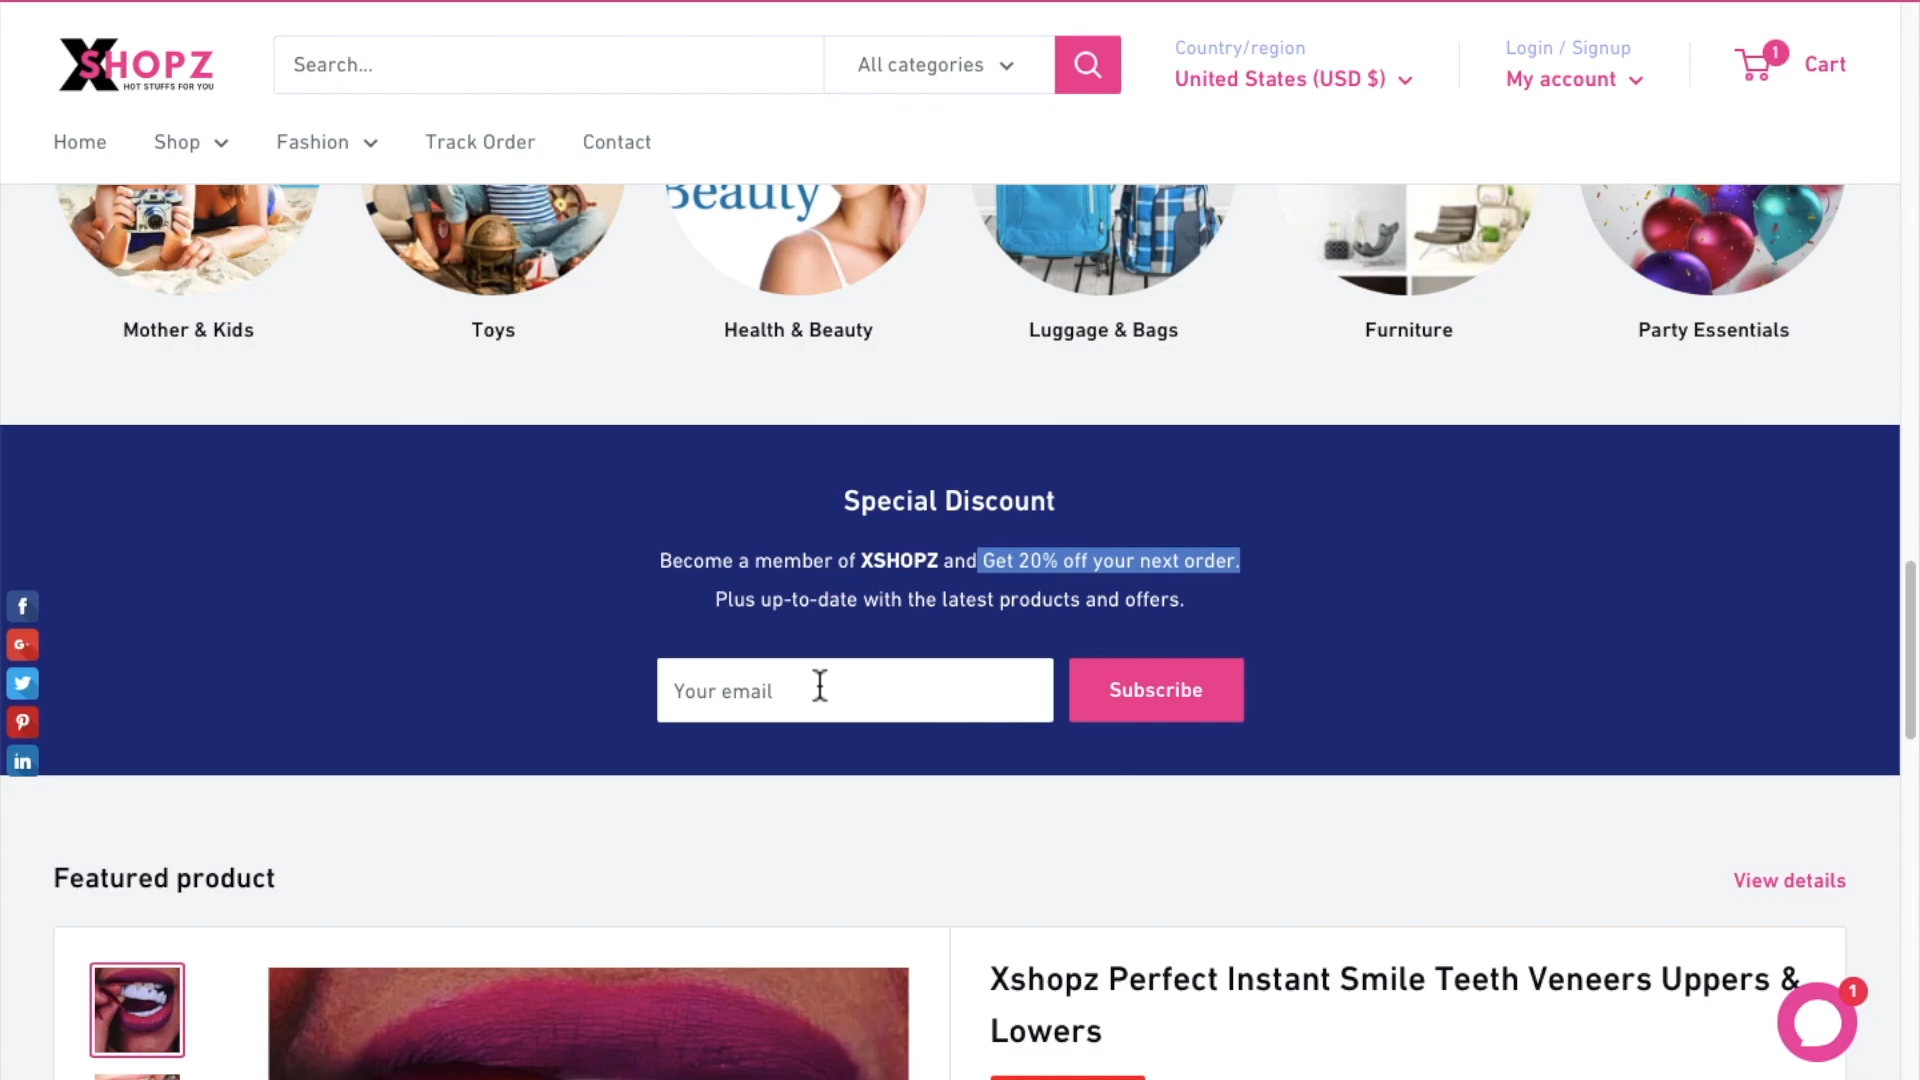 XSHOPZ
HOT STUFFS FOR YOU
Search...
All categories
Country/region
United States (USD $)
Login / Signup
My account
1
Cart
Home
Shop
Fashion
Track Order
Contact
Beauty
Mother & Kids
Toys
Health & Beauty
Luggage & Bags
Furniture
Party Essentials
Special Discount
Become a member of XSHOPZ and Get 20% off your next order.
Plus up-to-date with the latest products and offers.
Your email
Subscribe
f
G+
in
Featured product
View details
Xshopz Perfect Instant Smile Teeth Veneers Uppers &
Lowers
1